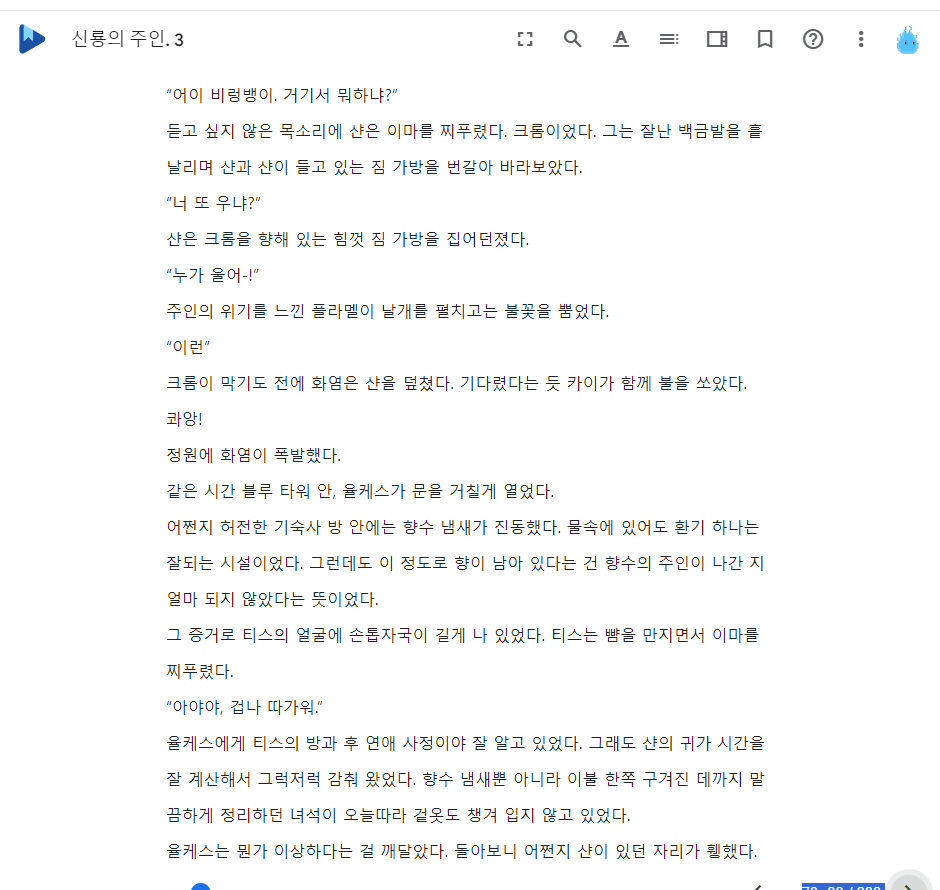 신룡의 주인. 3
“어이 비렁뱅이. 거기서 뭐하냐?”
듣고 싶지 않은 목소리에 샨은 이마를 찌푸렸다. 크롬이었다. 그는 잘난 백금발을 흩
날리며 샨과 샨이 들고 있는 짐 가방을 번갈아 바라보았다.
“너 또 우냐?”
샨은 크롬을 향해 있는 힘껏 짐 가방을 집어던졌다.
“누가 울어-!”
주인의 위기를 느낀 플라멜이 날개를 펼치고는 불꽃을 뿜었다.
“이런”
크롬이 막기도 전에 화염은 샨을 덮쳤다. 기다렸다는 듯 카이가 함께 불을 쏘았다.
콰앙!
정원에 화염이 폭발했다.
같은 시간 블루 타워 안, 율케스가 문을 거칠게 열었다.
어쩐지 허전한 기숙사 방 안에는 향수 냄새가 진동했다. 물속에 있어도 환기 하나는
잘되는 시설이었다. 그런데도 이 정도로 향이 남아 있다는 건 향수의 주인이 나간 지
얼마 되지 않았다는 뜻이었다.
그 증거로 티스의 얼굴에 손톱자국이 길게 나 있었다. 티스는 뺨을 만지면서 이마를
찌푸렸다.
“아야야, 겁나 따가워.”
율케스에게 티스의 방과 후 연애 사정이야 잘 알고 있었다. 그래도 샨의 귀가 시간을
잘 계산해서 그럭저럭 감춰 왔었다. 향수 냄새뿐 아니라 이불 한쪽 구겨진 데까지 말
끔하게 정리하던 녀석이 오늘따라 겉옷도 챙겨 입지 않고 있었다.
율케스는 뭔가 이상하다는 걸 깨달았다. 돌아보니 어쩐지 샨이 있던 자리가 휑했다.